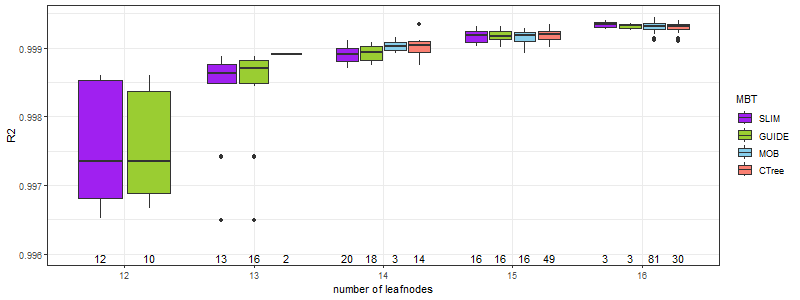 0.999
0.998
0.997
0.996
R2
12 10 13 16 2 20 18 3 14 16 16 16 49 3 3 81 30
12 13 14 15 16
number of leafnodes
MBT
SLIM
GUIDE
MOB
CTree